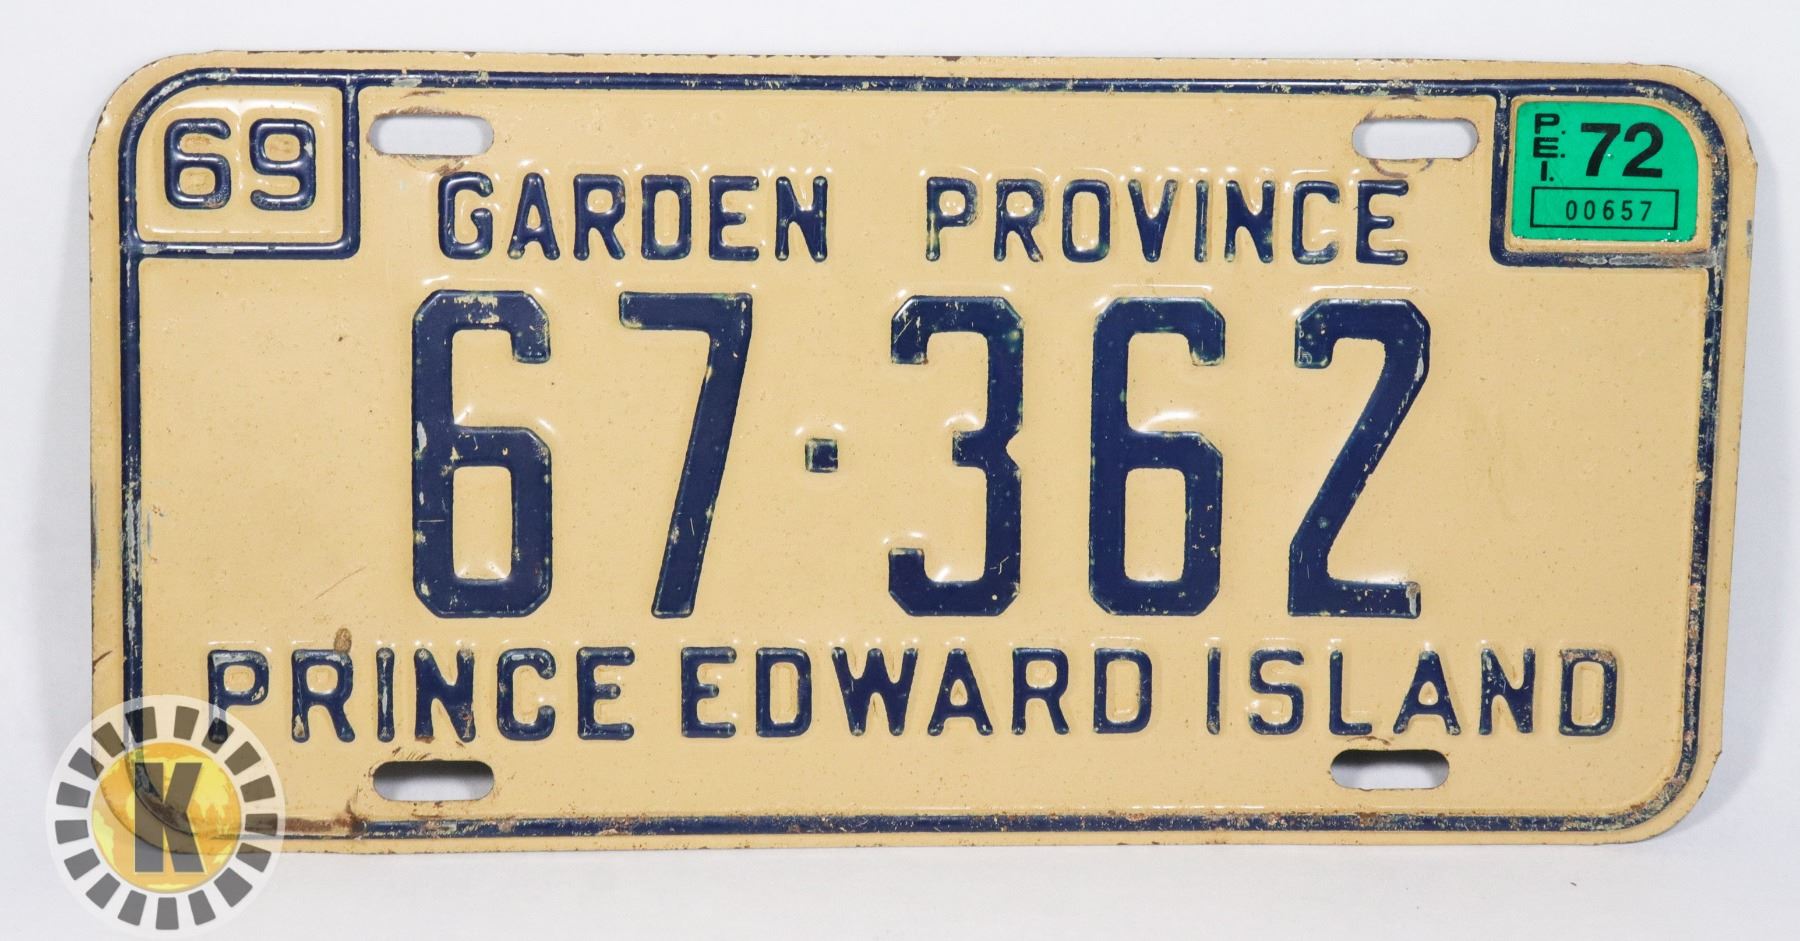 69
P.E.I. 72
00657
GARDEN PROVINCE
67·362
PRINCE EDWARD ISLAND
K